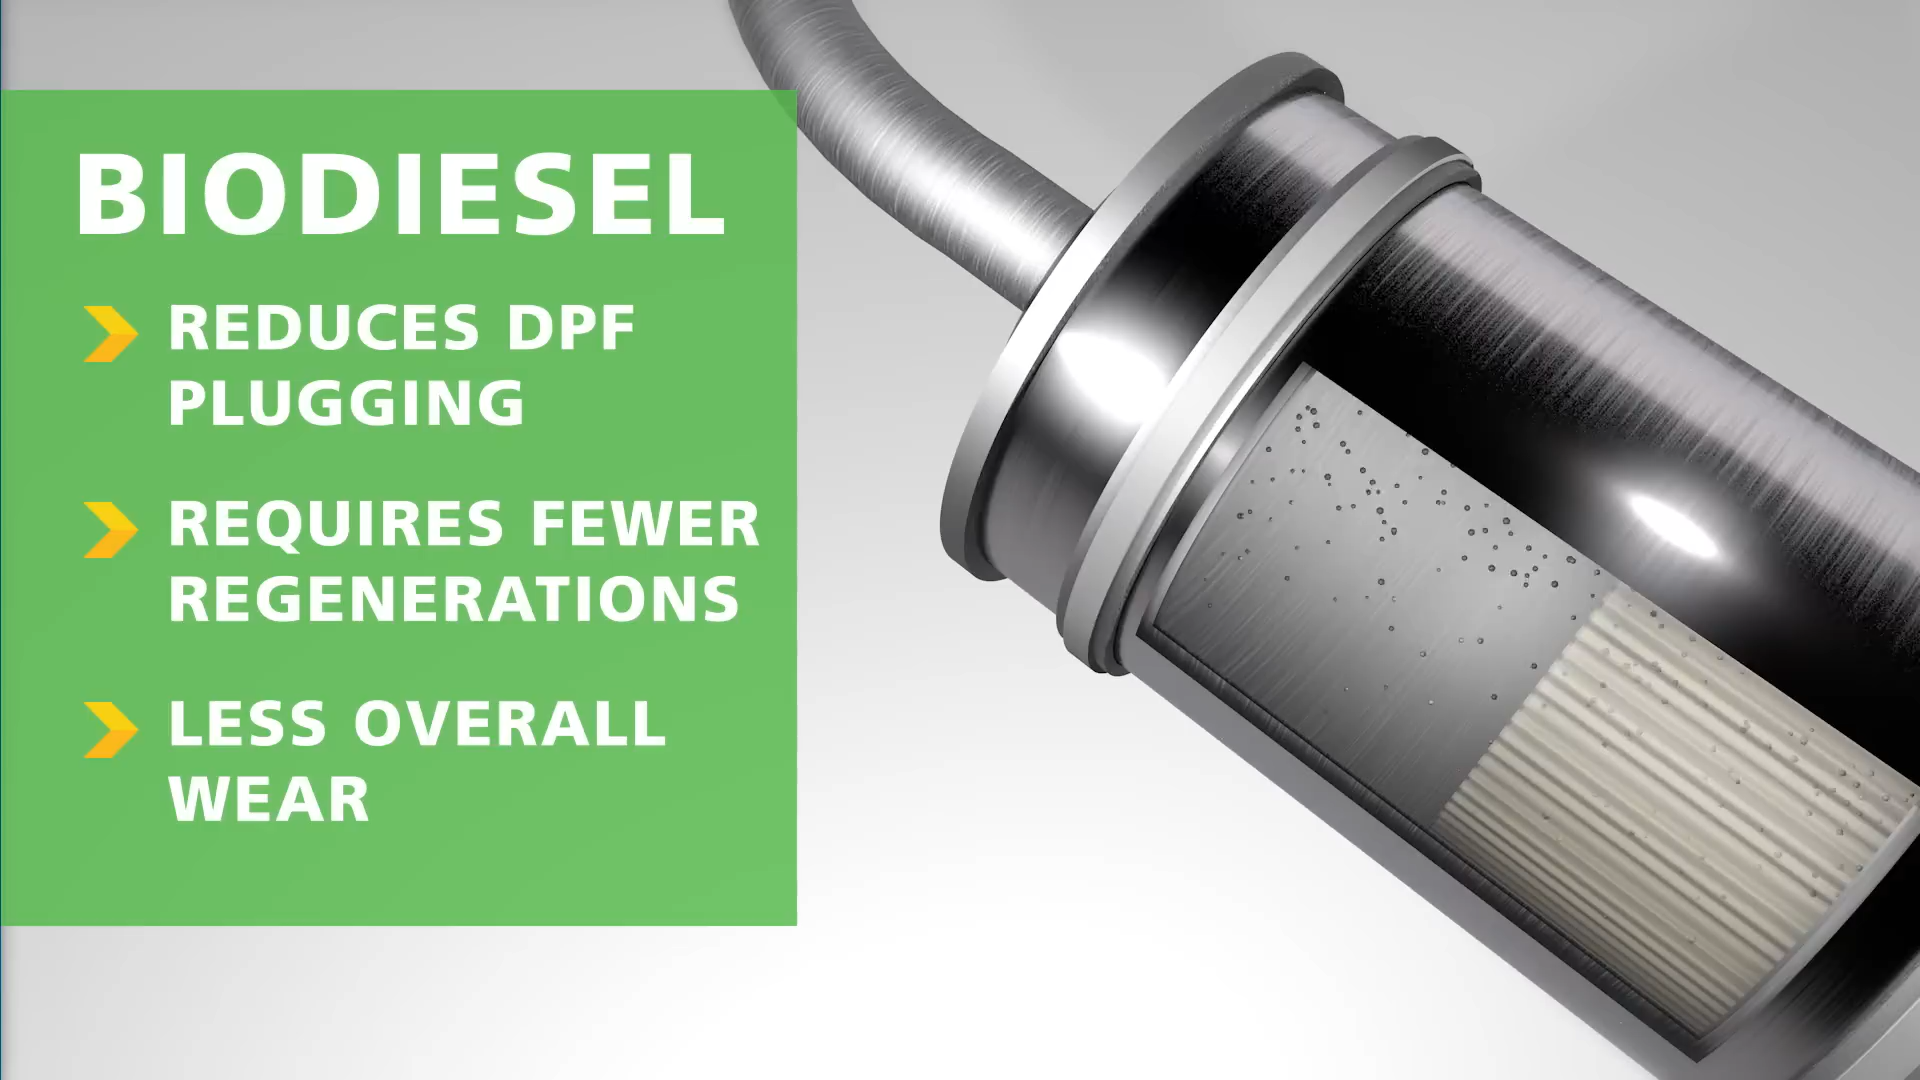 BIODIESEL
REDUCES DPF
PLUGGING
REQUIRES FEWER
REGENERATIONS
LESS OVERALL
WEAR